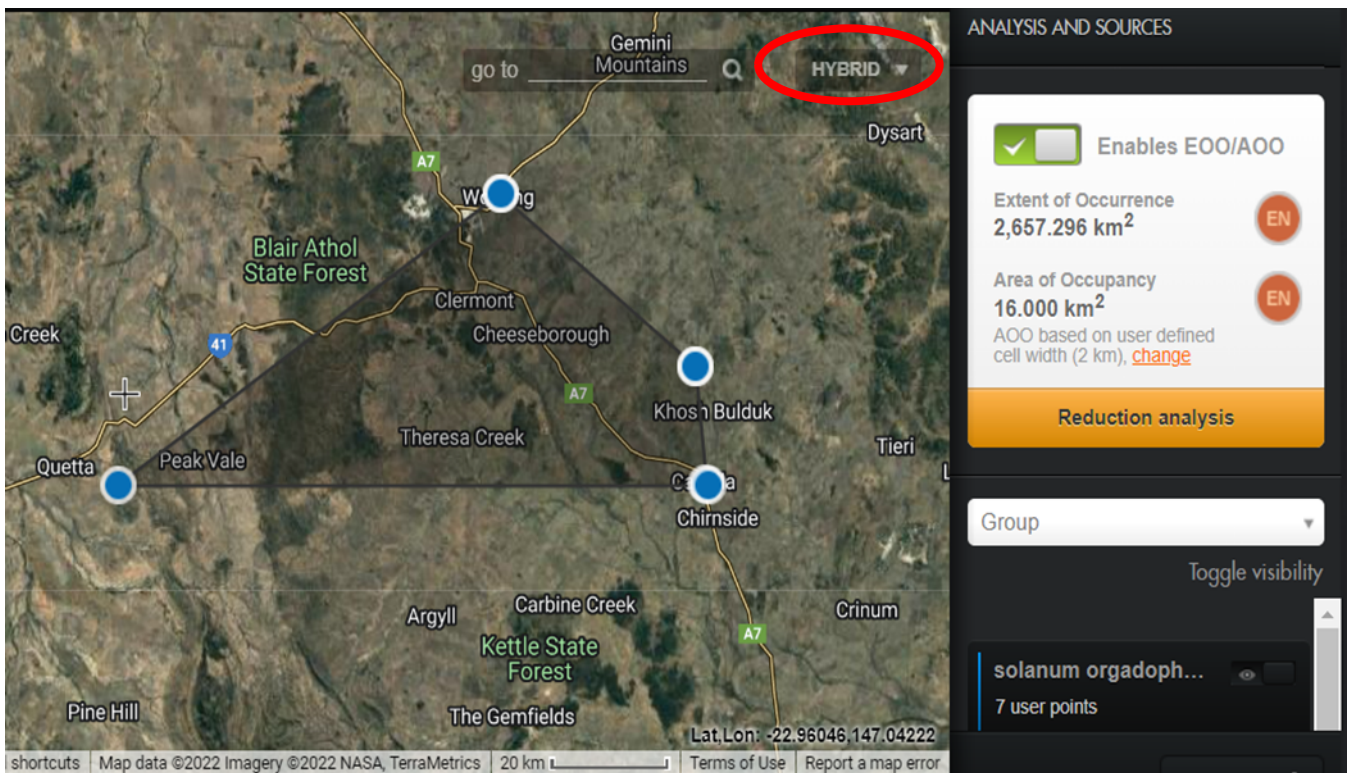 ANALYSIS AND SOURCES
Gemini
Mountains
go to
HYBRID
Dysart
Enables EOO/AOO
A7
Extent of Occurrence
2,657.296 km²
EN
Blair Athol
State Forest
Area of Occupancy
16.000 km²
EN
AOO based on user defined
cell width (2 km), change
Clermont
Creek
41
Cheeseborough
A7
Khosh Bulduk
Reduction analysis
Theresa Creek
Tieri
Quetta
Peak Vale
L
Chirnside
Group
Toggle visibility
Argyll
Carbine Creek
Crinum
A7
Kettle State
Forest
solanum orgadoph...
7 user points
Pine Hill
The Gemfields
Lat,Lon: -22.96046,147.04222
shortcuts
Map data ©2022 Imagery ©2022 NASA, TerraMetrics
20 km
Terms of Use
Report a map error